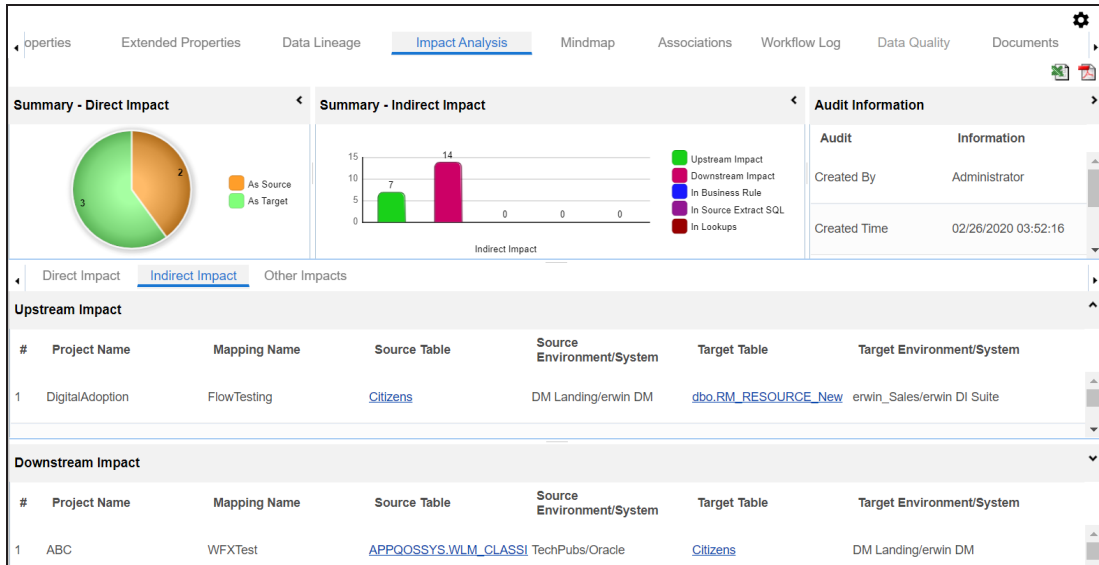 operties Extended Properties Data Lineage Impact Analysis Mindmap Associations Workflow Log Data Quality Documents
Summary - Direct Impact
2
3
As Source
As Target
Summary - Indirect Impact
15
10
5
0
7
14
0
0
0
Indirect Impact
Upstream Impact
Downstream Impact
In Business Rule
In Source Extract SQL
In Lookups
Audit Information
Audit Information
Created By Administrator
Created Time 02/26/2020 03:52:16
Direct Impact Indirect Impact Other Impacts
Upstream Impact
# Project Name Mapping Name Source Table Source Environment/System Target Table Target Environment/System
1 DigitalAdoption FlowTesting Citizens DM Landing/erwin DM dbo.RM_RESOURCE_New erwin_Sales/erwin DI Suite
Downstream Impact
# Project Name Mapping Name Source Table Source Environment/System Target Table Target Environment/System
1 ABC WFXTest APPQOSSYS.WLM_CLASSI TechPubs/Oracle Citizens DM Landing/erwin DM